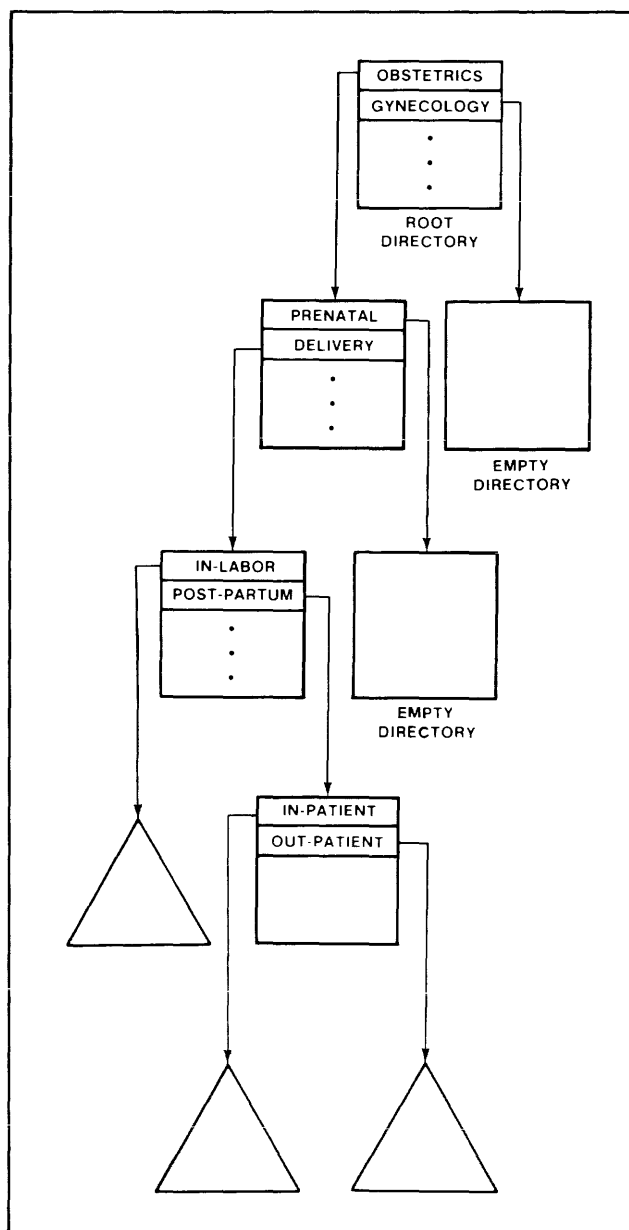 OBSTETRICS
GYNECOLOGY
ROOT
DIRECTORY
PRENATAL
DELIVERY
EMPTY
DIRECTORY
IN-LABOR
POST-PARTUM
EMPTY
DIRECTORY
IN-PATIENT
OUT-PATIENT